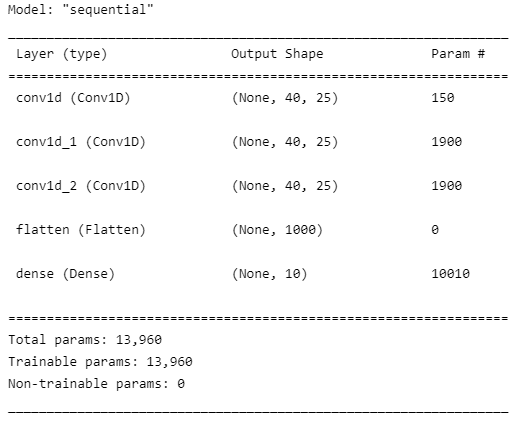 Model: "sequential"
_________________________________________________________________
Layer (type) Output Shape Param #
=================================================================
conv1d (Conv1D) (None, 40, 25) 150
conv1d_1 (Conv1D) (None, 40, 25) 1900
conv1d_2 (Conv1D) (None, 40, 25) 1900
flatten (Flatten) (None, 1000) 0
dense (Dense) (None, 10) 10010
=================================================================
Total params: 13,960
Trainable params: 13,960
Non-trainable params: 0
_________________________________________________________________